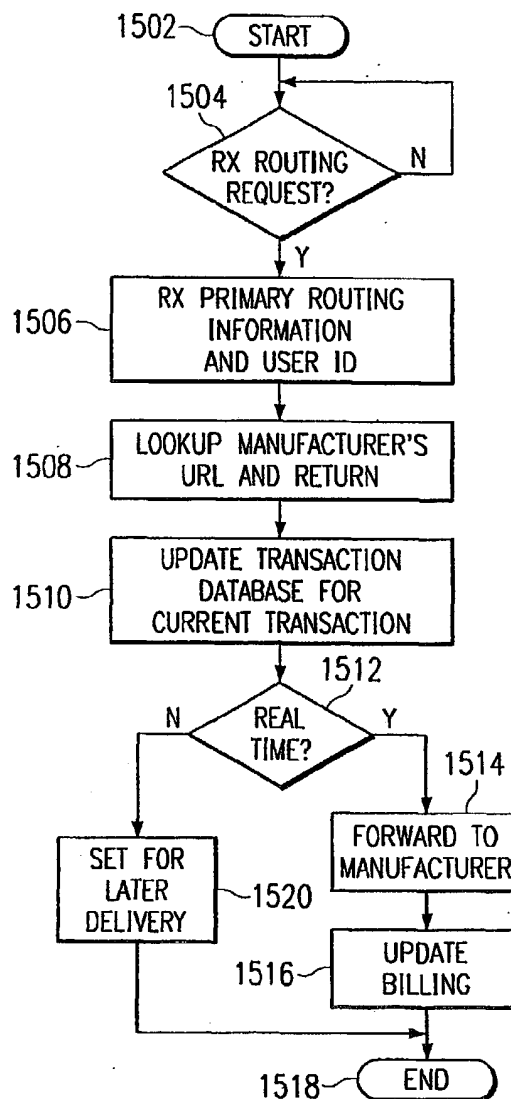 1502
START
1504
RX ROUTING
REQUEST?
N
Y
1506
RX PRIMARY ROUTING
INFORMATION
AND USER ID
1508
LOOKUP MANUFACTURER'S
URL AND RETURN
1510
UPDATE TRANSACTION
DATABASE FOR
CURRENT TRANSACTION
1512
N
REAL
TIME?
Y
1514
SET FOR
LATER
DELIVERY
1520
FORWARD TO
MANUFACTURER
1516
UPDATE
BILLING
1518
END